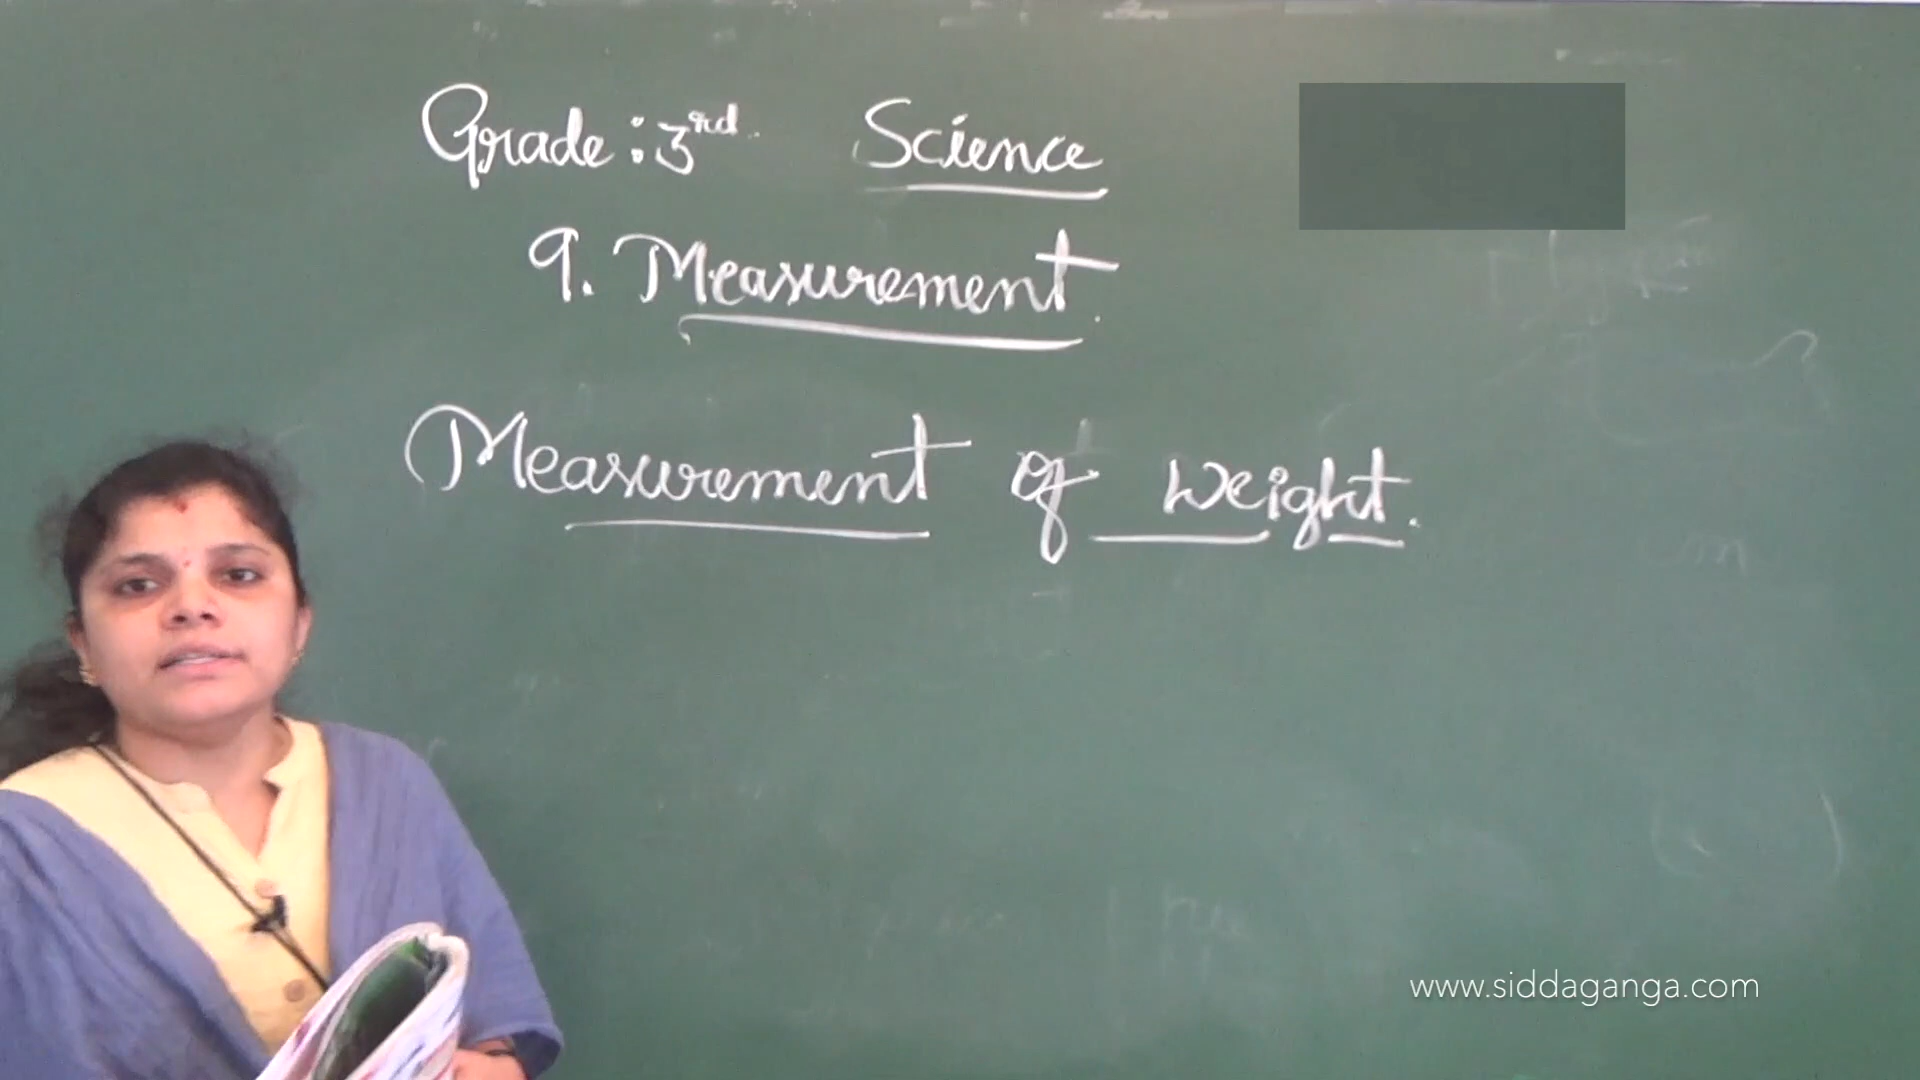 Grade : 3rd. Science
9. Measurement.
Measurement of Weight.
www.siddaganga.com